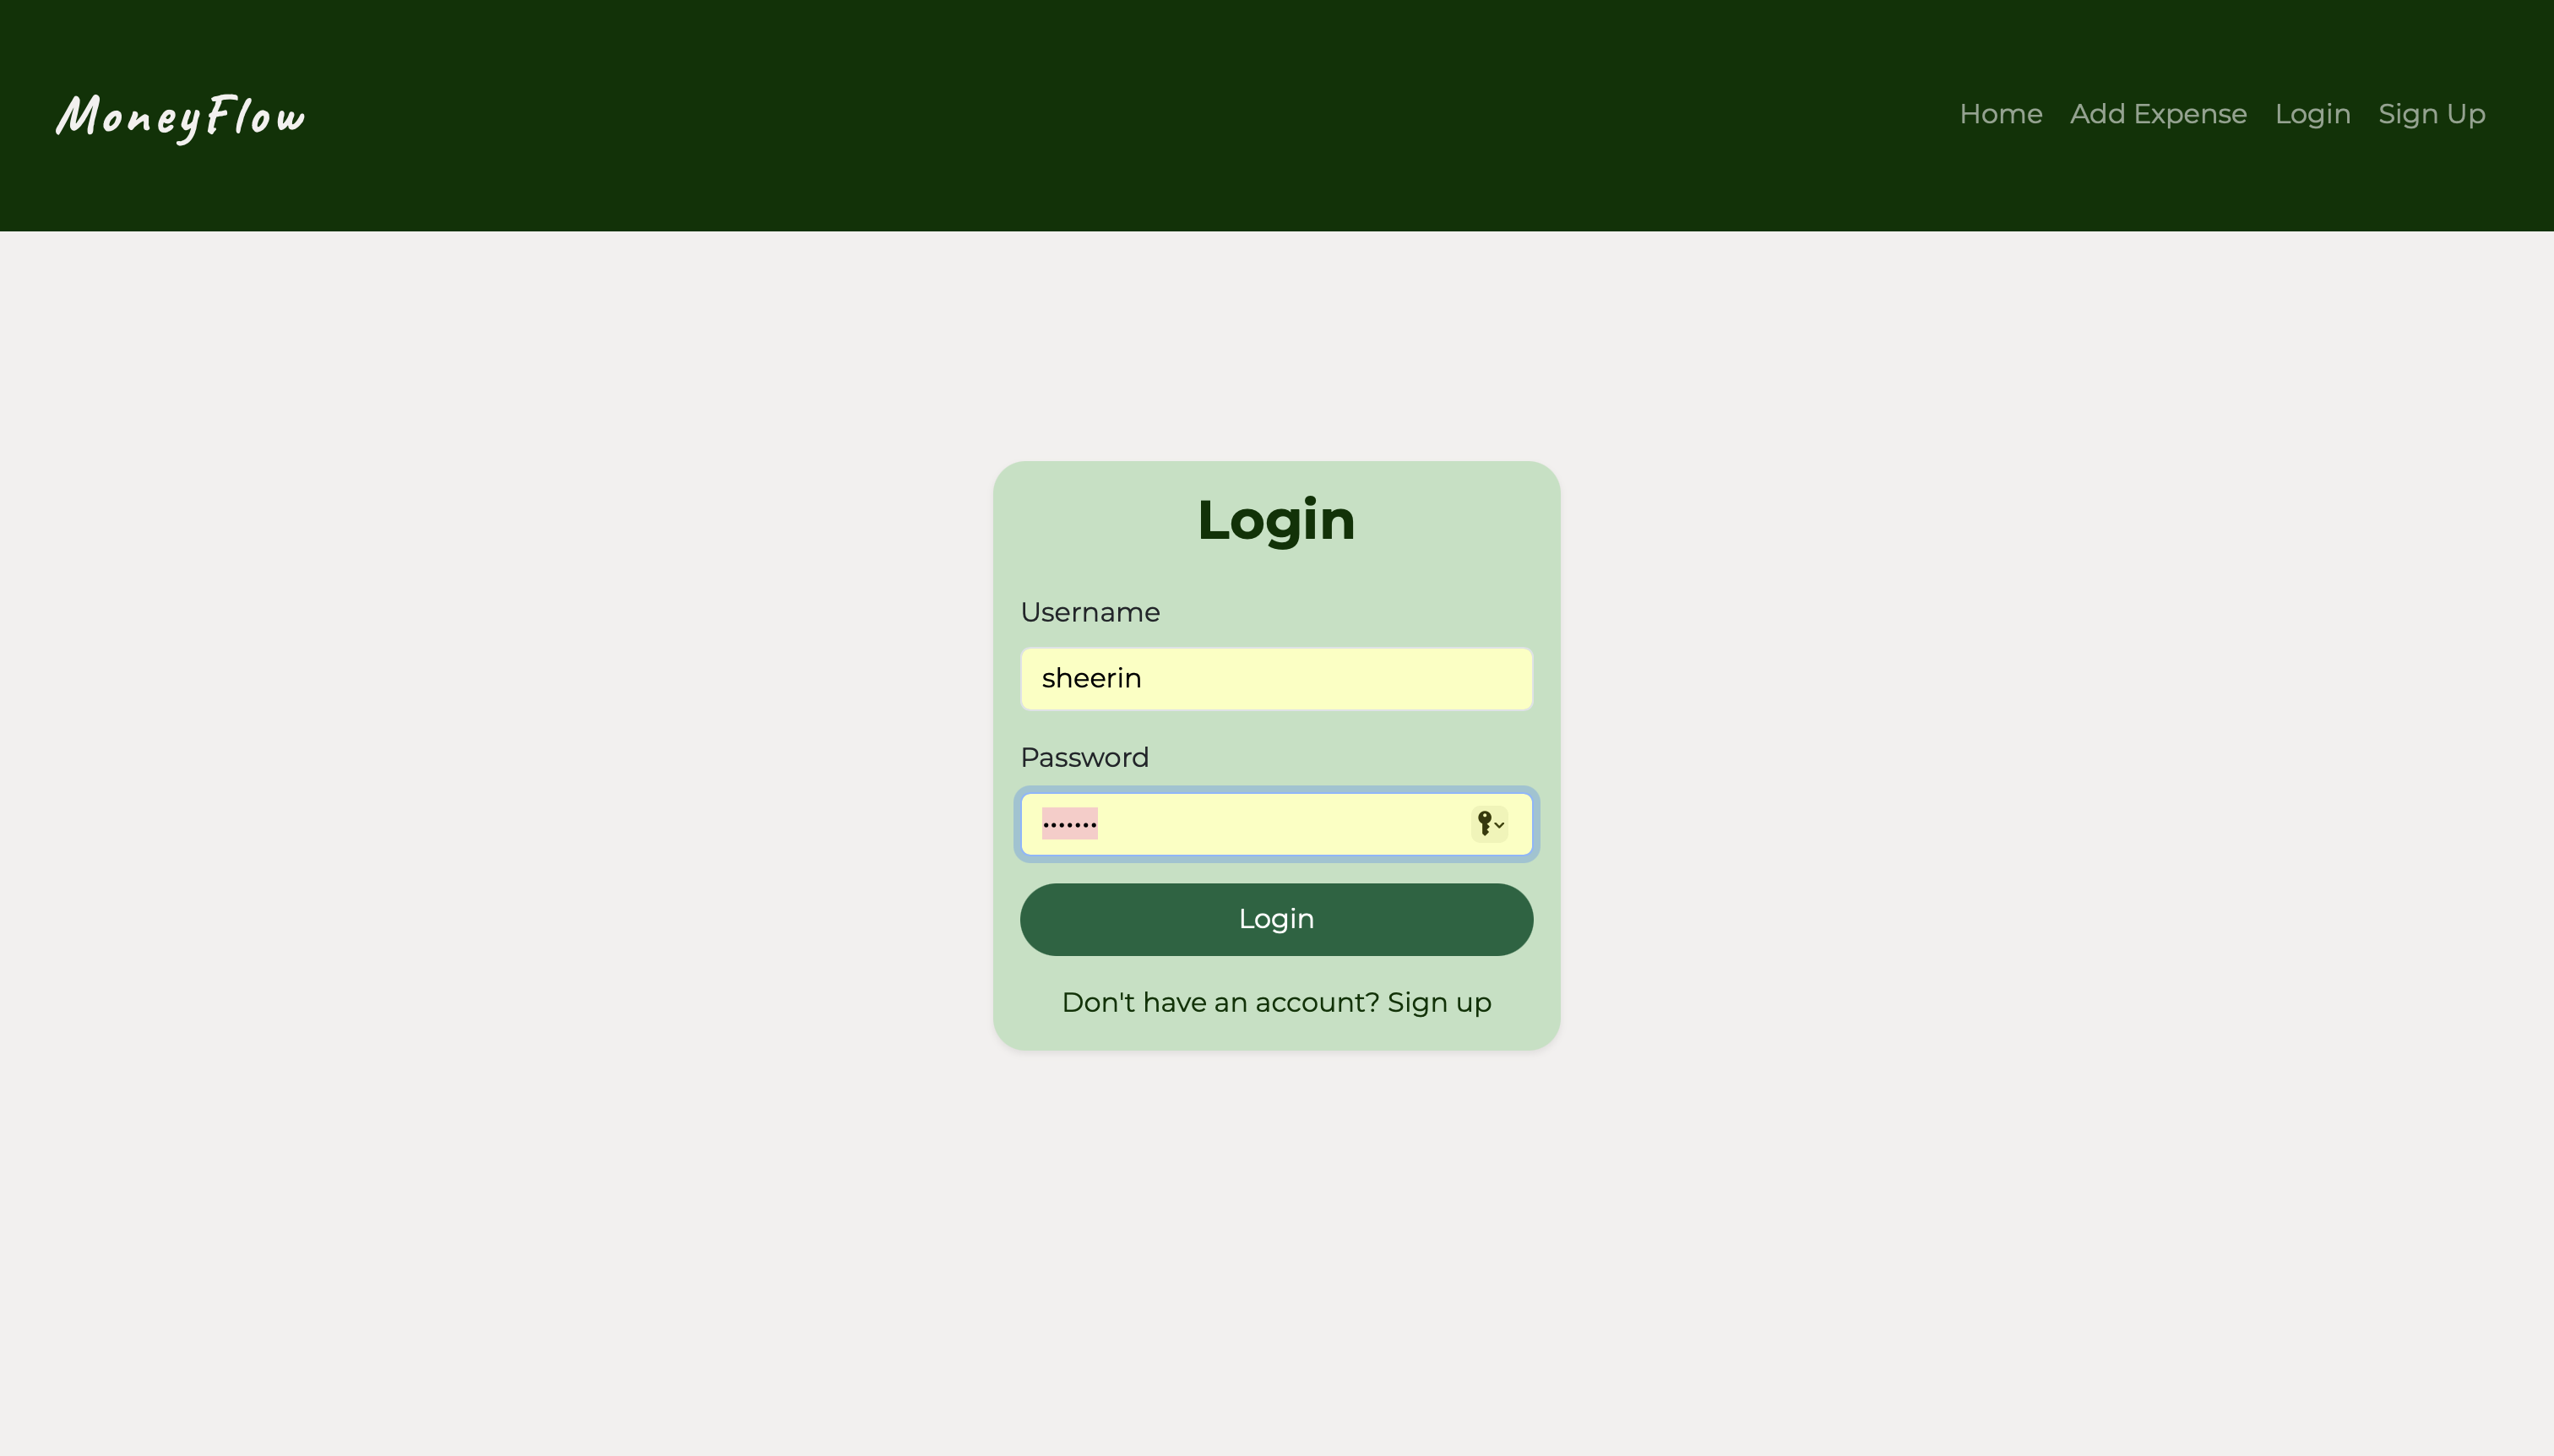 MoneyFlow
Home Add Expense Login Sign Up
Login
Username
sheerin
Password
•••••••
Login
Don't have an account? Sign up